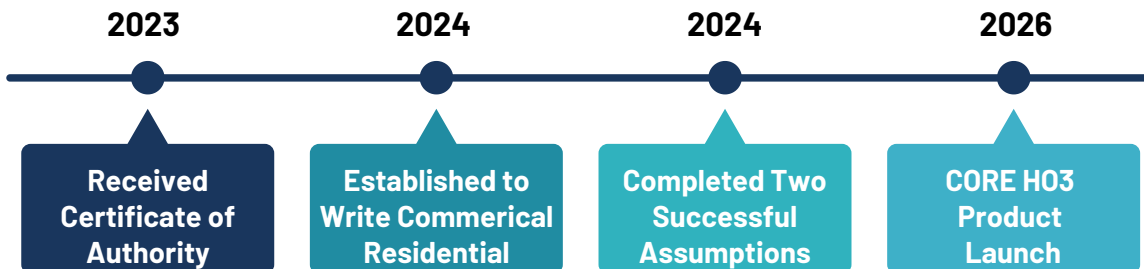 2023
2024
2024
2026
Received
Certificate of
Authority
Established to
Write Commerical
Residential
Completed Two
Successful
Assumptions
CORE HO3
Product
Launch